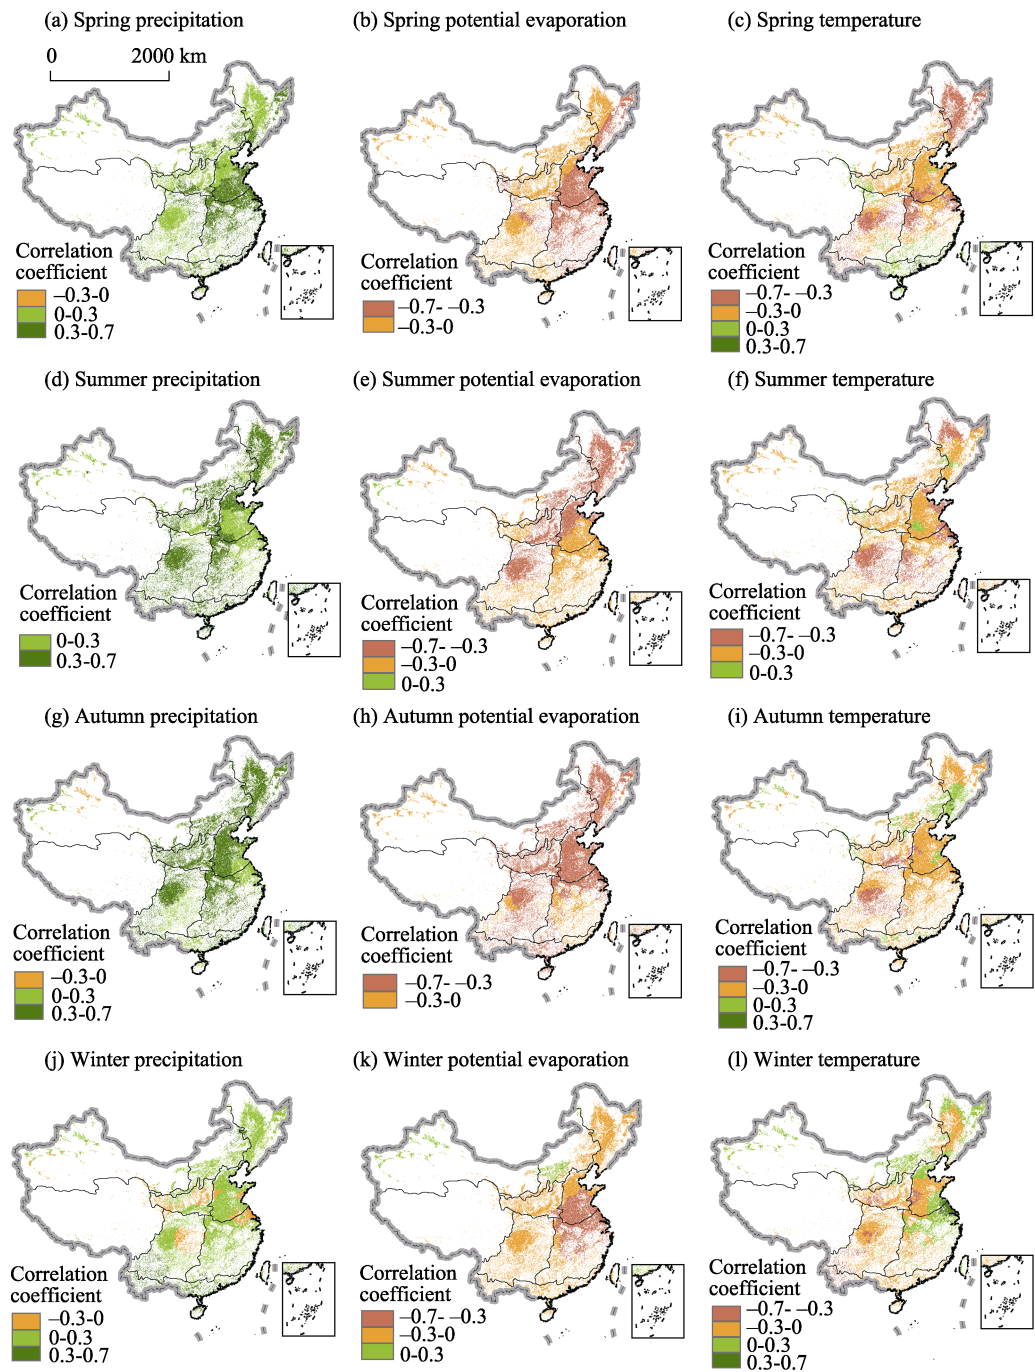 (a) Spring precipitation
(b) Spring potential evaporation
(c) Spring temperature
0 2000 km
Correlation
coefficient
–0.3-0
0-0.3
0.3-0.7
Correlation
coefficient
–0.7- –0.3
–0.3-0
Correlation
coefficient
–0.7- –0.3
–0.3-0
0-0.3
0.3-0.7
(d) Summer precipitation
(e) Summer potential evaporation
(f) Summer temperature
Correlation
coefficient
0-0.3
0.3-0.7
Correlation
coefficient
–0.7- –0.3
–0.3-0
0-0.3
Correlation
coefficient
–0.7- –0.3
–0.3-0
0-0.3
(g) Autumn precipitation
(h) Autumn potential evaporation
(i) Autumn temperature
Correlation
coefficient
–0.3-0
0-0.3
0.3-0.7
Correlation
coefficient
–0.7- –0.3
–0.3-0
Correlation
coefficient
–0.7- –0.3
–0.3-0
0-0.3
0.3-0.7
(j) Winter precipitation
(k) Winter potential evaporation
(l) Winter temperature
Correlation
coefficient
–0.3-0
0-0.3
0.3-0.7
Correlation
coefficient
–0.7- –0.3
–0.3-0
0-0.3
Correlation
coefficient
–0.7- –0.3
–0.3-0
0-0.3
0.3-0.7